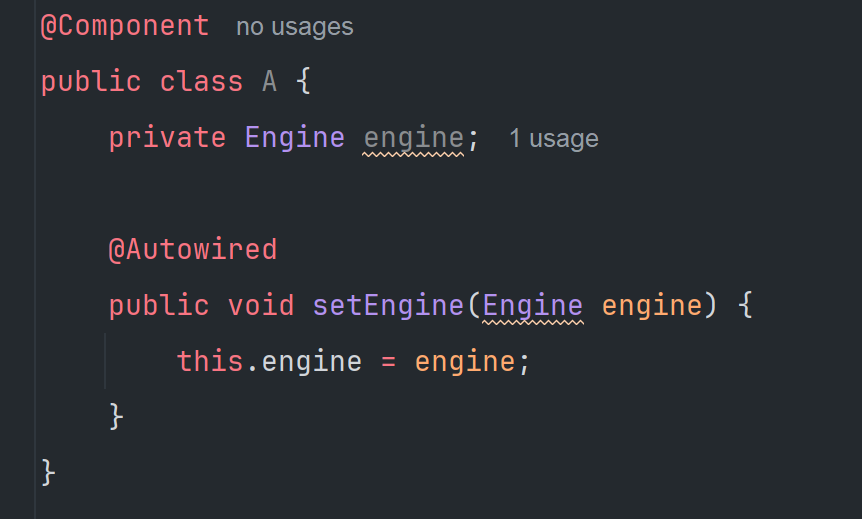 @Component no usages
public class A {
    private Engine engine; 1 usage
    @Autowired
    public void setEngine(Engine engine) {
        this.engine = engine;
    }
}